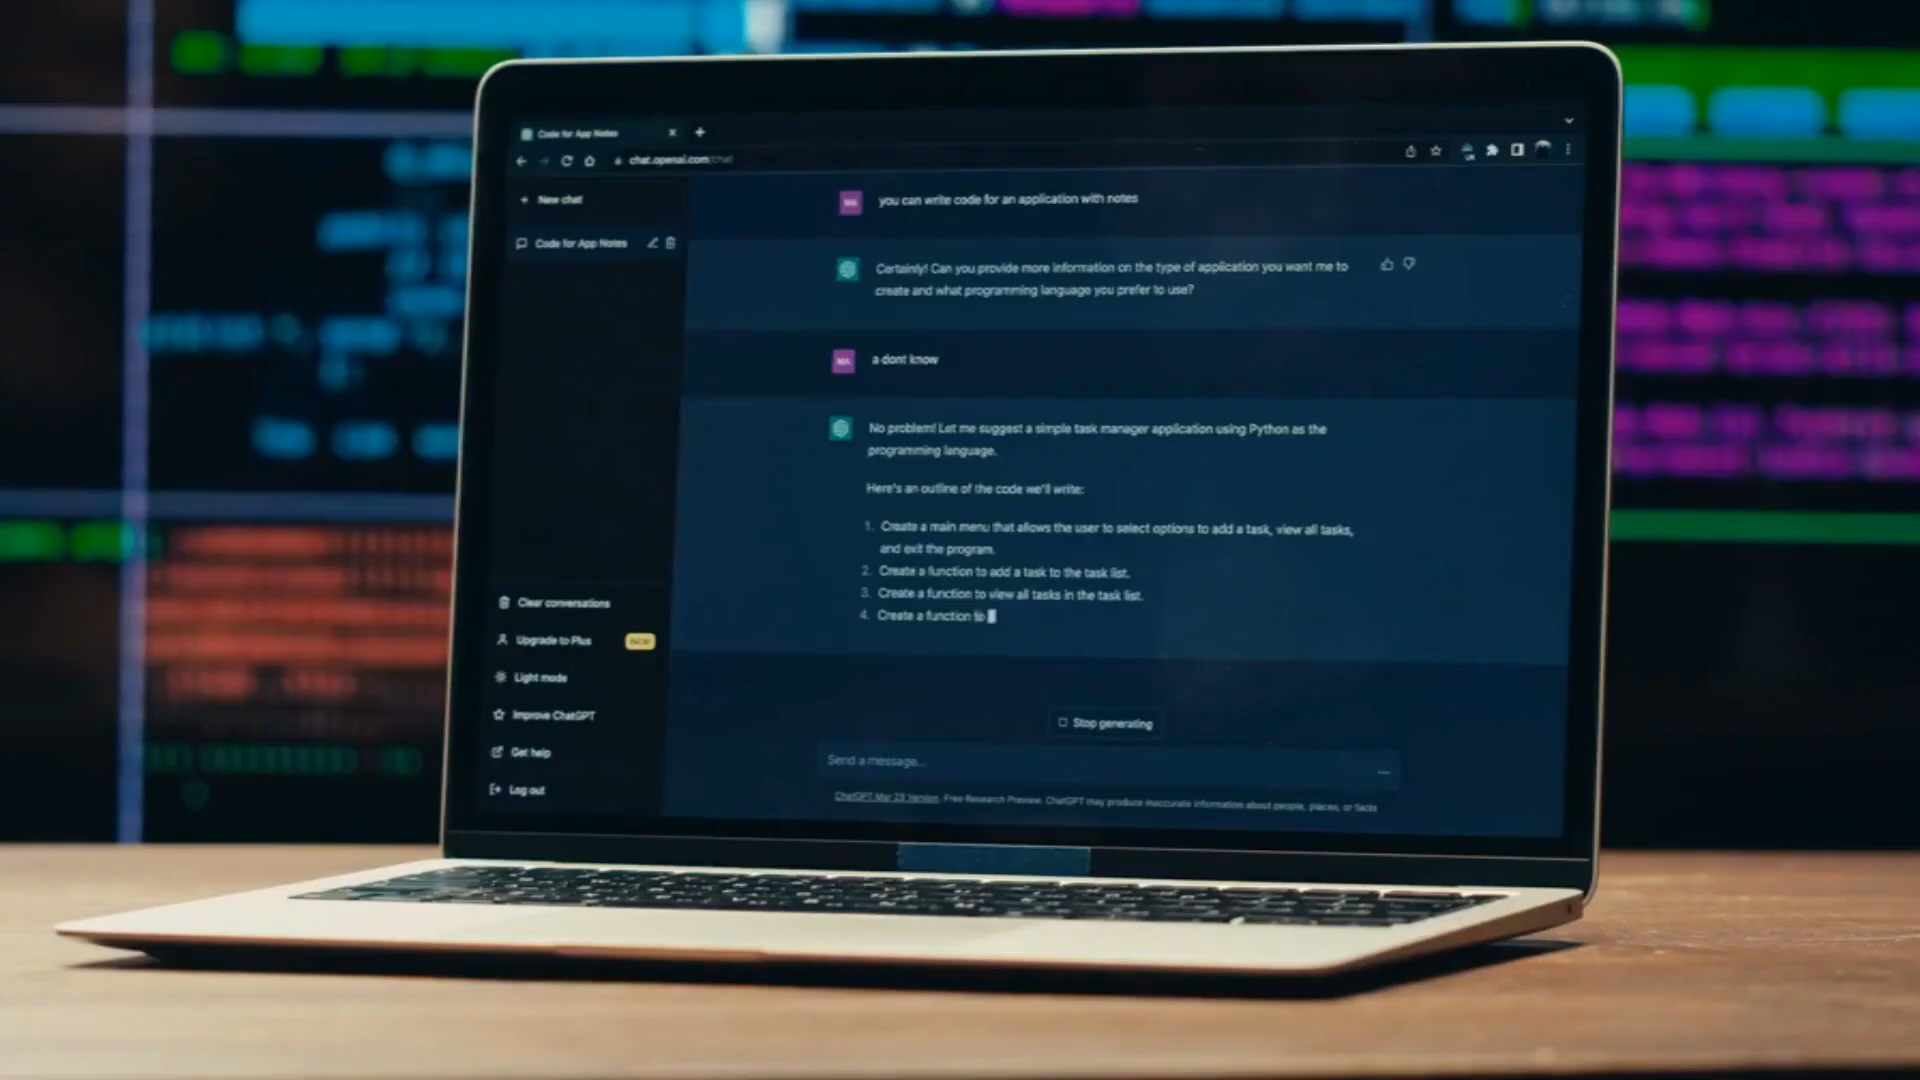 Code for App Notes
chat.openai.com/chat
New chat
Code for App Notes
MA
you can write code for an application with notes
Certainly! Can you provide more information on the type of application you want me to
create and what programming language you prefer to use?
MA
a dont know
No problem! Let me suggest a simple task manager application using Python as the
programming language.
Here's an outline of the code we'll write:
1. Create a main menu that allows the user to select options to add a task, view all tasks,
and exit the program.
2. Create a function to add a task to the task list.
3. Create a function to view all tasks in the task list.
4. Create a function to
Clear conversations
Upgrade to Plus
NEW
Light mode
Improve ChatGPT
Get help
Log out
Stop generating
Send a message...
ChatGPT Mar 23 Version. Free Research Preview. ChatGPT may produce inaccurate information about people, places, or facts